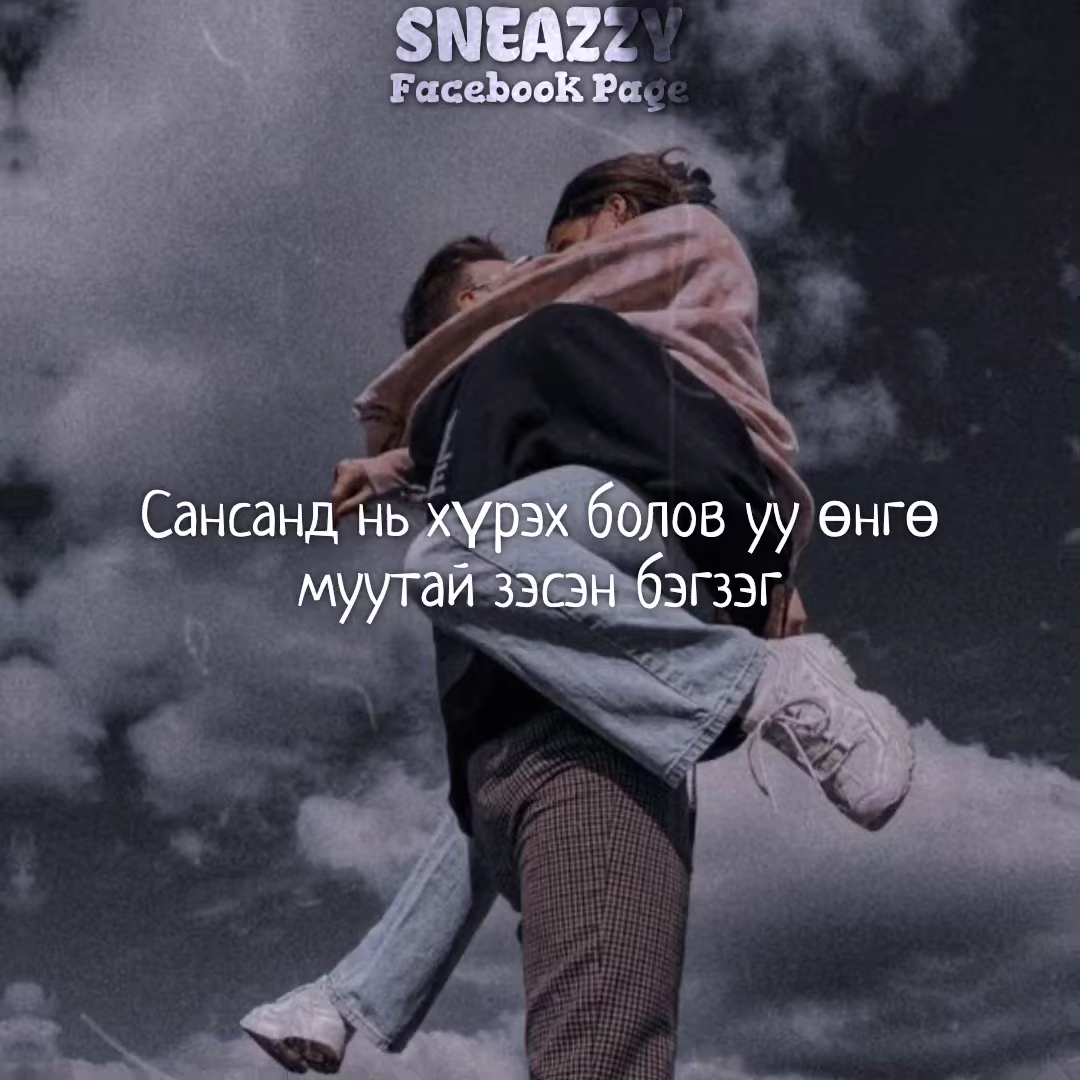 SNEAZZY
Facebook Page
Сансанд нь хүрэх болов уу өнгө
муутай зэсэн бэгзэг